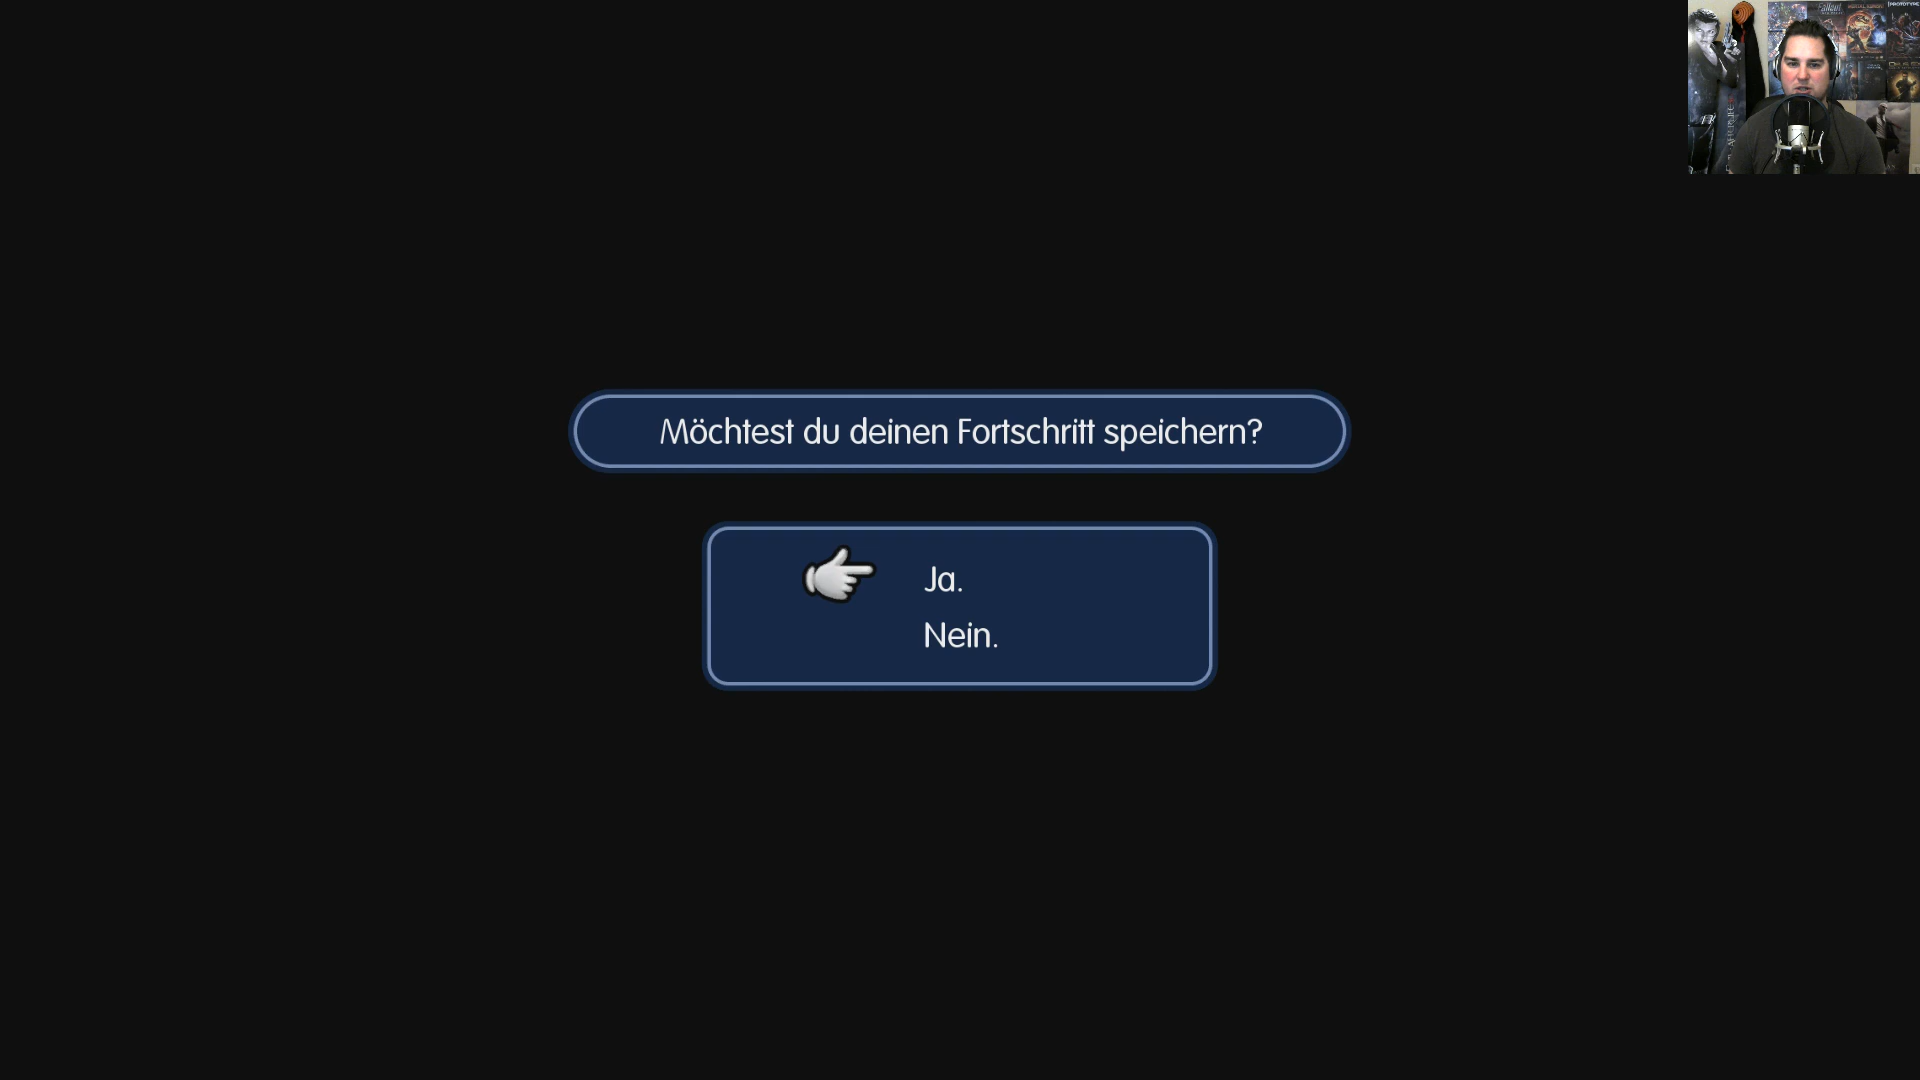 Möchtest du deinen Fortschritt speichern?
Ja.
Nein.